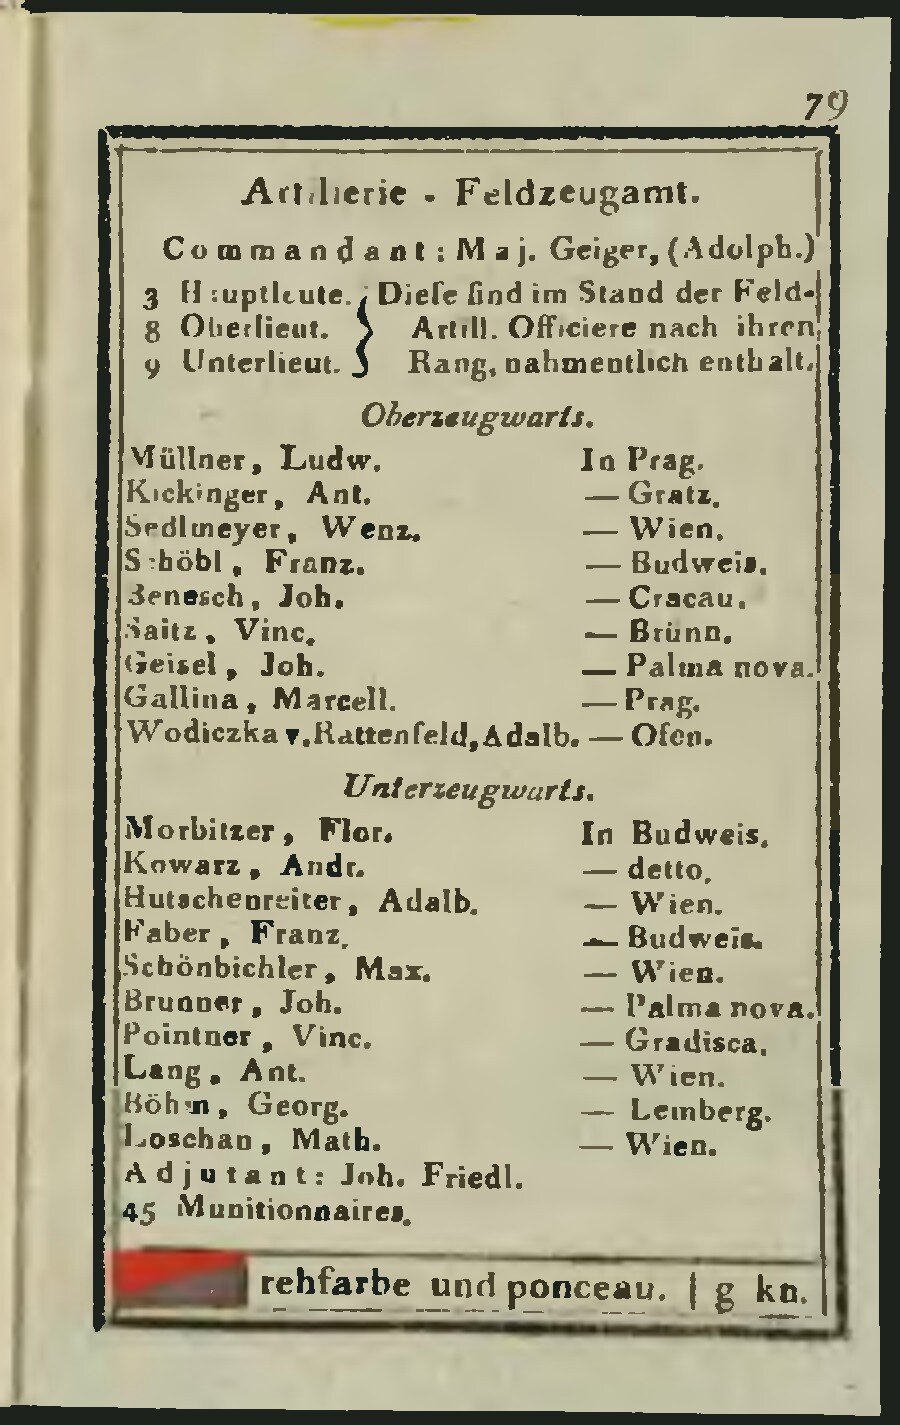 79
Artillerie - Feldzeugamt.
Commandant: Maj. Geiger, (Adolph.)
3 Hauptleute. } Dieſe ſind im Stand der Feld-
8 Oberlieut. } Artill. Officiere nach ihren
9 Unterlieut. } Rang, nahmentlich enthalt.
Oberzeugwarts.
Müllner, Ludw. In Prag.
Kickinger, Ant. — Gratz.
Sedlmeyer, Wenz. — Wien.
Schöbl, Franz. — Budweis.
Benesch, Joh. — Cracau.
Saitz, Vinc. — Brünn.
Geisel, Joh. — Palma nova.
Gallina, Marcell. — Prag.
Wodiczka v. Rattenfeld, Adalb. — Ofen.
Unterzeugwarts.
Morbitzer, Flor. In Budweis.
Kowarz, Andr. — detto.
Hutschenreiter, Adalb. — Wien.
Faber, Franz. — Budweis.
Schönbichler, Max. — Wien.
Brunner, Joh. — Palma nova.
Pointner, Vinc. — Gradisca.
Lang, Ant. — Wien.
Böhm, Georg. — Lemberg.
Loschan, Math. — Wien.
Adjutant: Joh. Friedl.
45 Munitionnaires.
rehfarbe und ponceau. | g kn.